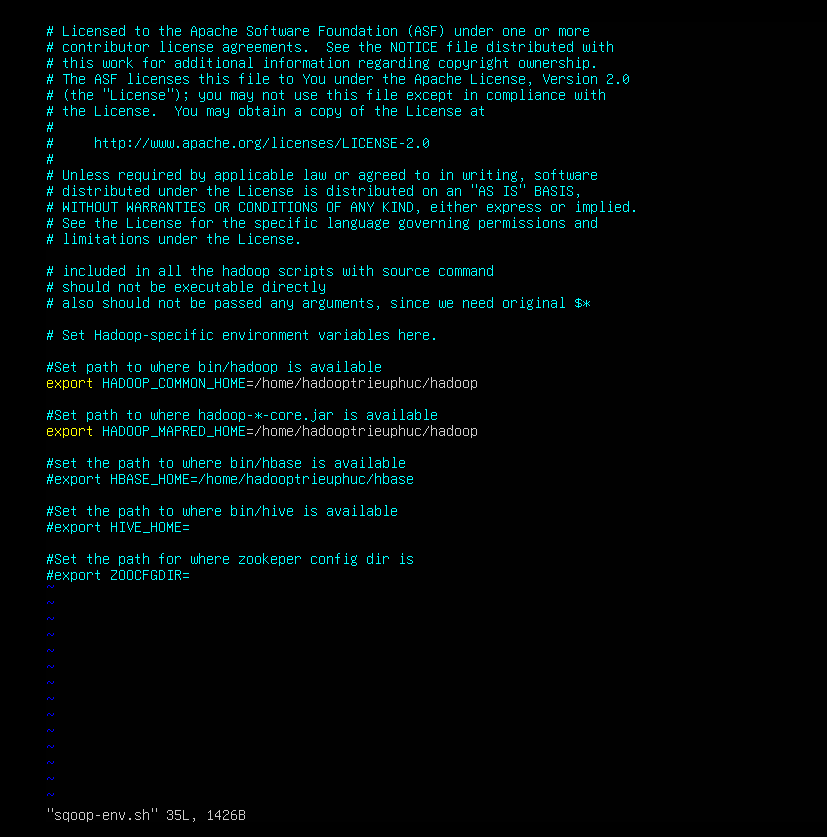 # Licensed to the Apache Software Foundation (ASF) under one or more
# contributor license agreements.  See the NOTICE file distributed with
# this work for additional information regarding copyright ownership.
# The ASF licenses this file to You under the Apache License, Version 2.0
# (the "License"); you may not use this file except in compliance with
# the License.  You may obtain a copy of the License at
#
#     http://www.apache.org/licenses/LICENSE-2.0
#
# Unless required by applicable law or agreed to in writing, software
# distributed under the License is distributed on an "AS IS" BASIS,
# WITHOUT WARRANTIES OR CONDITIONS OF ANY KIND, either express or implied.
# See the License for the specific language governing permissions and
# limitations under the License.

# included in all the hadoop scripts with source command
# should not be executable directly
# also should not be passed any arguments, since we need original $*

# Set Hadoop-specific environment variables here.

#Set path to where bin/hadoop is available
export HADOOP_COMMON_HOME=/home/hadooptrieuphuc/hadoop

#Set path to where hadoop-*-core.jar is available
export HADOOP_MAPRED_HOME=/home/hadooptrieuphuc/hadoop

#set the path to where bin/hbase is available
#export HBASE_HOME=/home/hadooptrieuphuc/hbase

#Set the path to where bin/hive is available
#export HIVE_HOME=

#Set the path for where zookeper config dir is
#export ZOOCFGDIR=
~
~
~
~
~
~
~
~
~
~
~
~
~
~
"sqoop-env.sh" 35L, 1426B